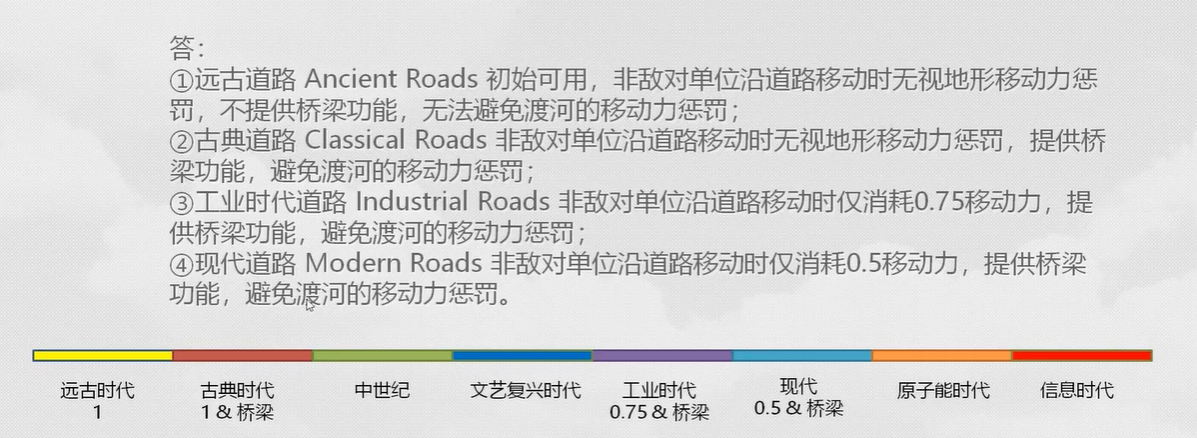 答：
①远古道路 Ancient Roads 初始可用，非敌对单位沿道路移动时无视地形移动力惩
罚，不提供桥梁功能，无法避免渡河的移动力惩罚；
②古典道路 Classical Roads 非敌对单位沿道路移动时无视地形移动力惩罚，提供桥
梁功能，避免渡河的移动力惩罚；
③工业时代道路 Industrial Roads 非敌对单位沿道路移动时仅消耗0.75移动力，提
供桥梁功能，避免渡河的移动力惩罚；
④现代道路 Modern Roads 非敌对单位沿道路移动时仅消耗0.5移动力，提供桥梁
功能，避免渡河的移动力惩罚。
远古时代
1
古典时代
1 & 桥梁
中世纪
文艺复兴时代
工业时代
0.75 & 桥梁
现代
0.5 & 桥梁
原子能时代
信息时代